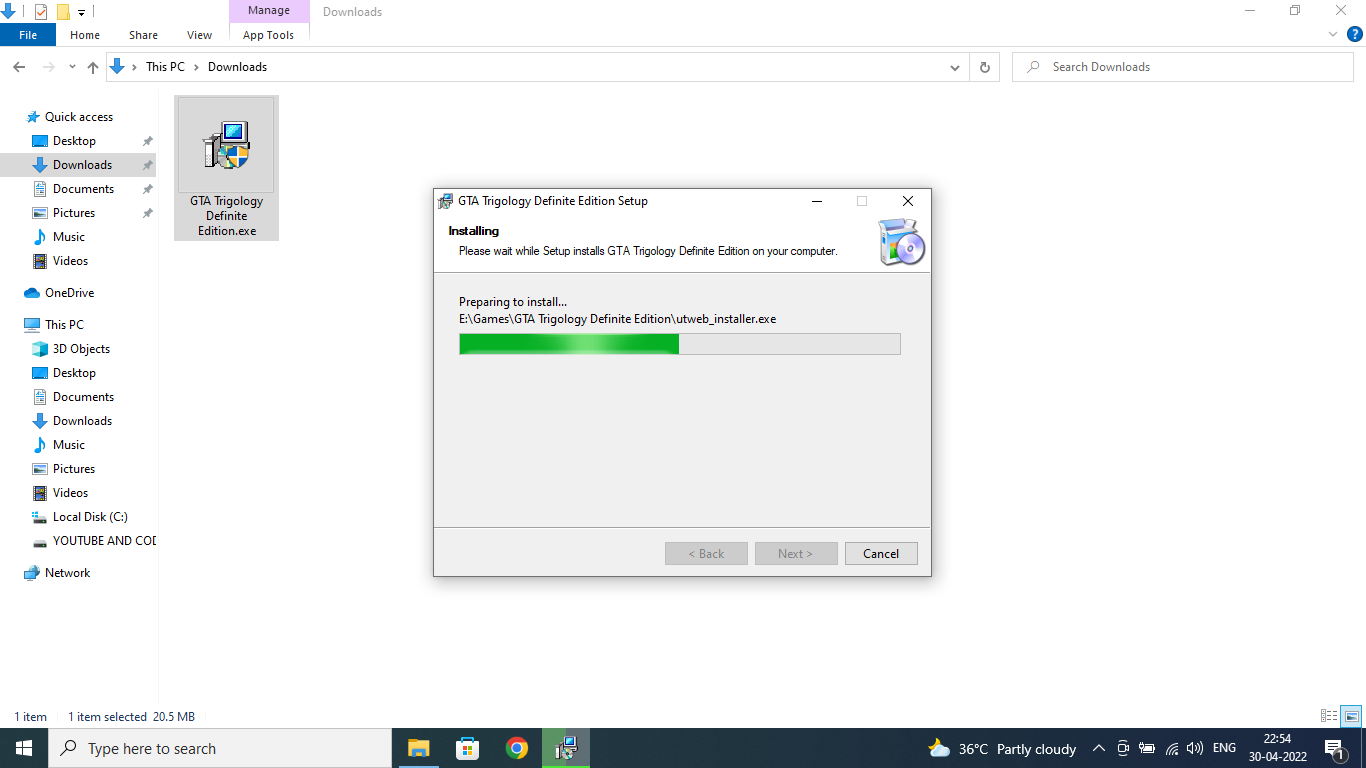 Manage
Downloads
File
Home
Share
View
App Tools
?
This PC
Downloads
Search Downloads
Quick access
Desktop
Downloads
Documents
Pictures
Music
Videos
OneDrive
This PC
3D Objects
Desktop
Documents
Downloads
Music
Pictures
Videos
Local Disk (C:)
YOUTUBE AND COD
Network
GTA Trigology
Definite
Edition.exe
GTA Trigology Definite Edition Setup
Installing
Please wait while Setup installs GTA Trigology Definite Edition on your computer.
Preparing to install...
E:\Games\GTA Trigology Definite Edition\utweb_installer.exe
< Back
Next >
Cancel
1 item
1 item selected 20.5 MB
Type here to search
36°C Partly cloudy
ENG
22:54
30-04-2022
1